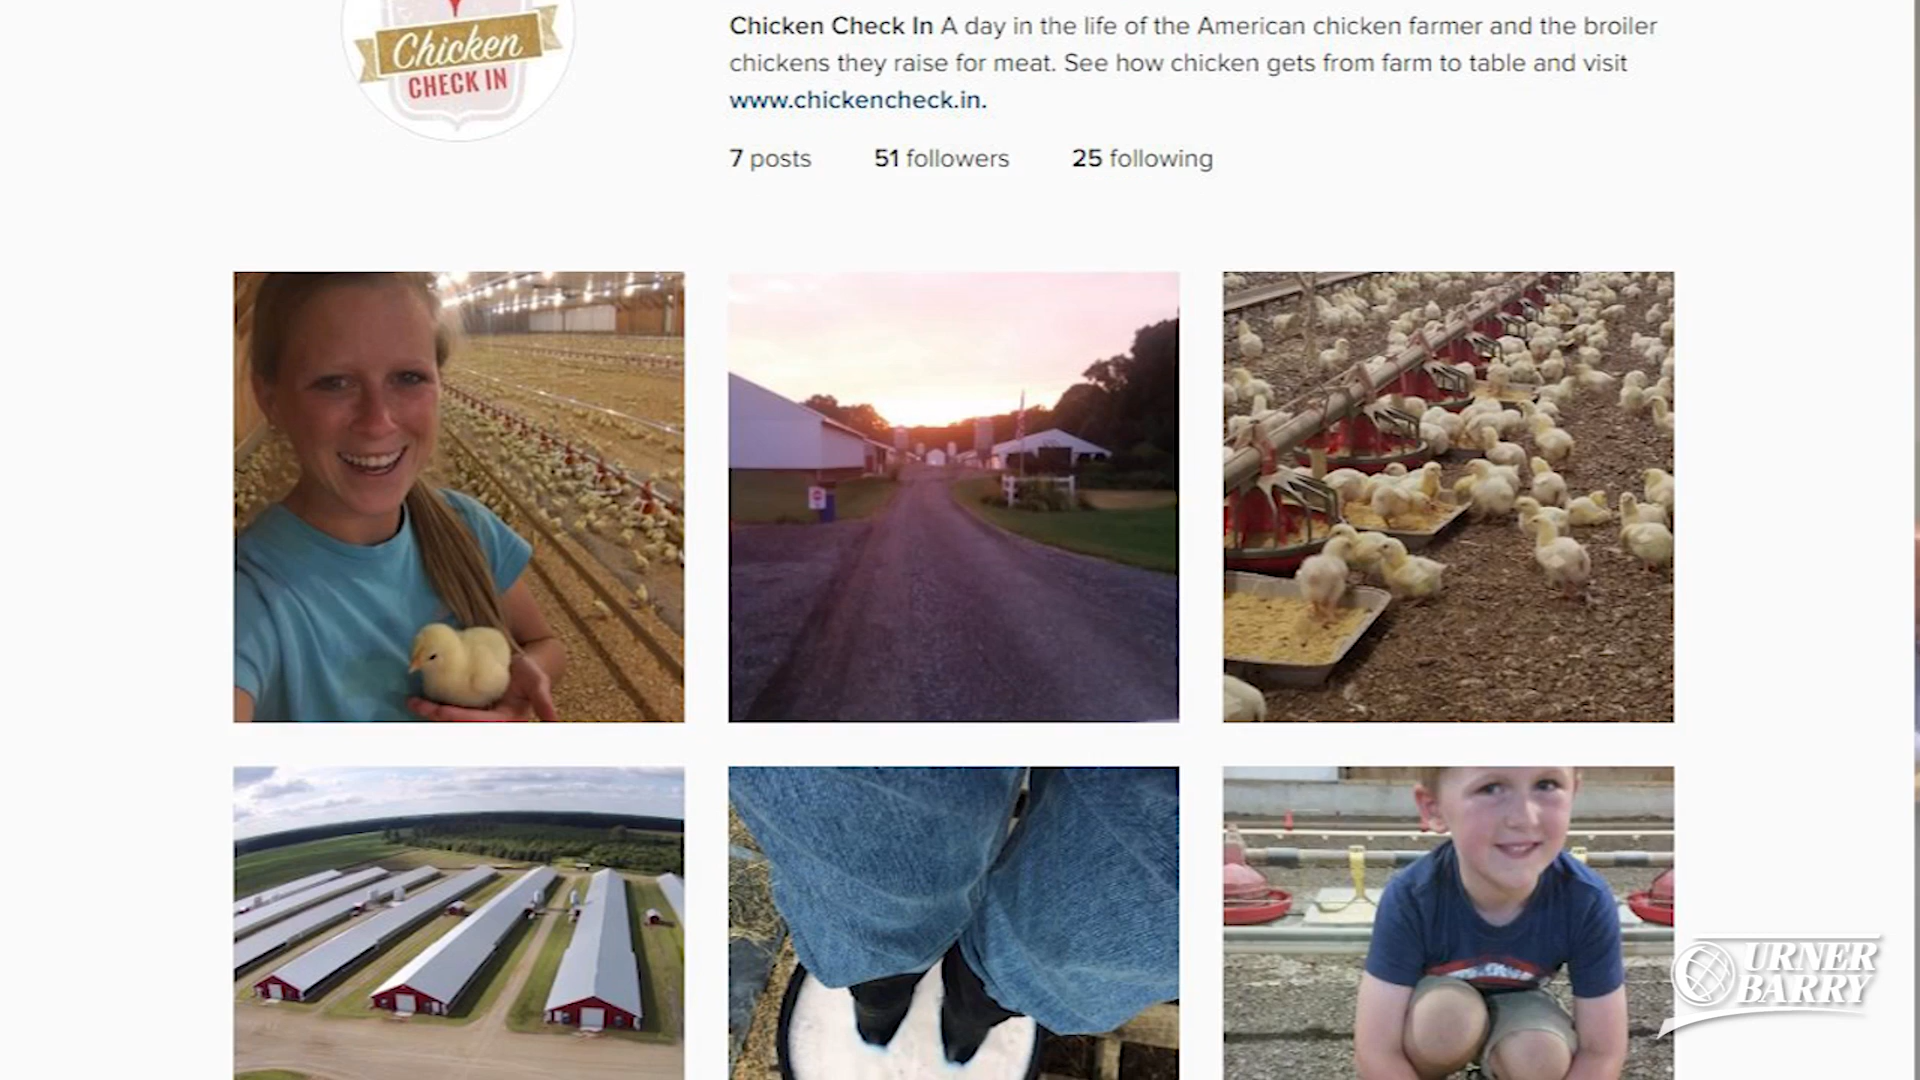 Chicken
CHECK IN
Chicken Check In A day in the life of the American chicken farmer and the broiler
chickens they raise for meat. See how chicken gets from farm to table and visit
www.chickencheck.in.
7 posts 51 followers 25 following
URNER
BARRY